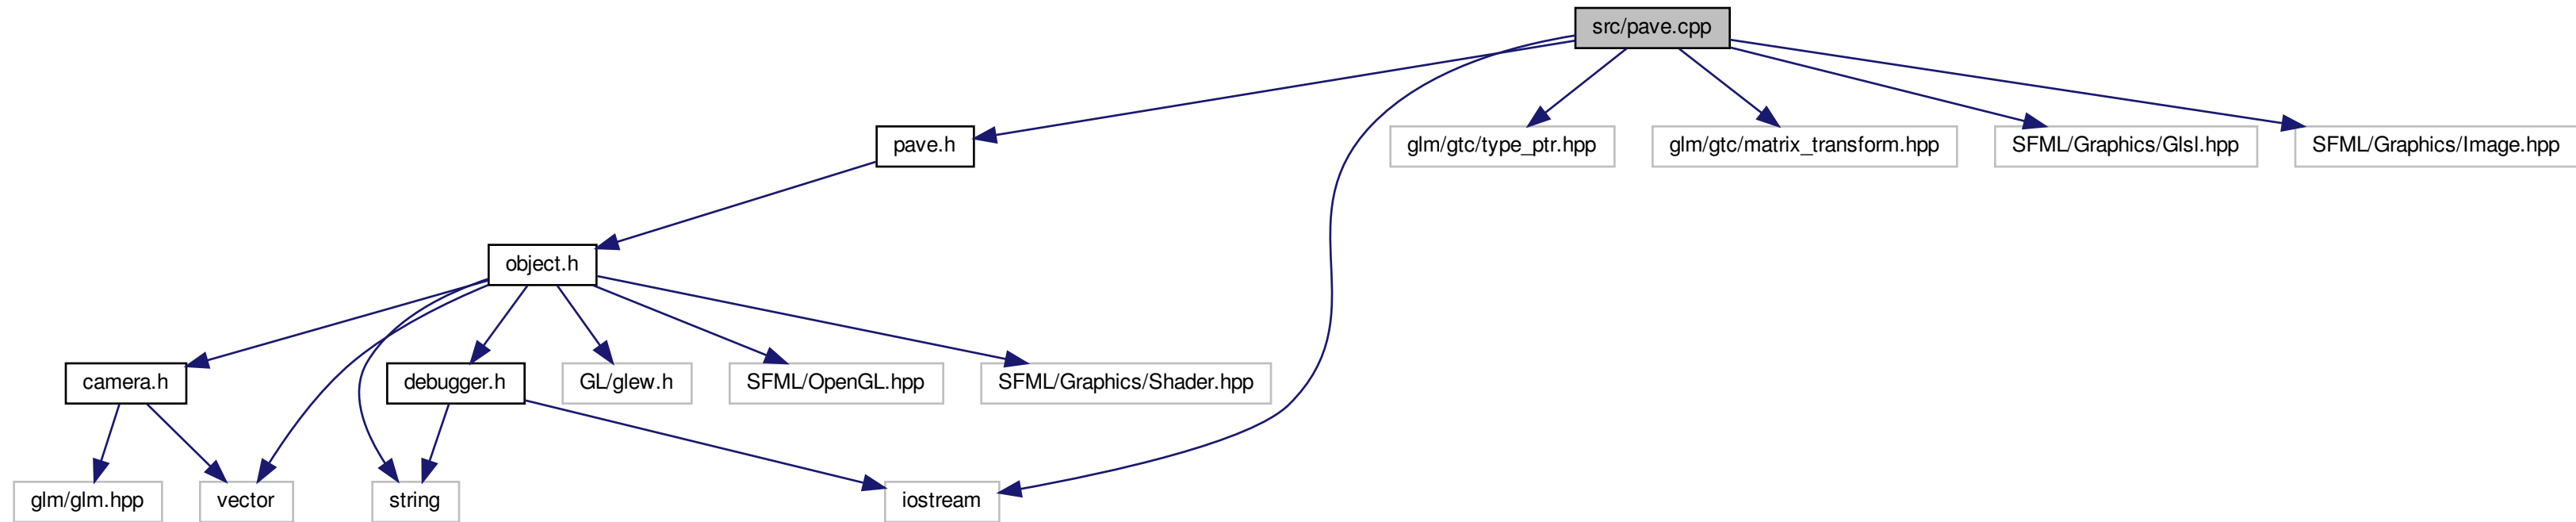 src/pave.cpp
pave.h
glm/gtc/type_ptr.hpp
glm/gtc/matrix_transform.hpp
SFML/Graphics/Glsl.hpp
SFML/Graphics/Image.hpp
object.h
camera.h
debugger.h
GL/glew.h
SFML/OpenGL.hpp
SFML/Graphics/Shader.hpp
glm/glm.hpp
vector
string
iostream